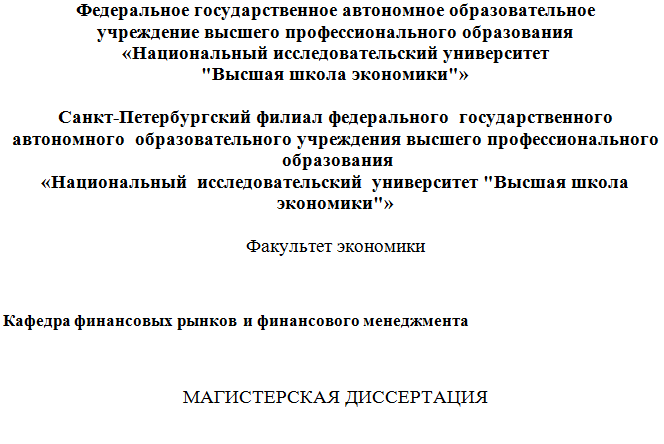 Федеральное государственное автономное образовательное
учреждение высшего профессионального образования
«Национальный исследовательский университет
"Высшая школа экономики"»
Санкт-Петербургский филиал федерального государственного
автономного образовательного учреждения высшего профессионального
образования
«Национальный исследовательский университет "Высшая школа
экономики"»
Факультет экономики
Кафедра финансовых рынков и финансового менеджмента
МАГИСТЕРСКАЯ ДИССЕРТАЦИЯ